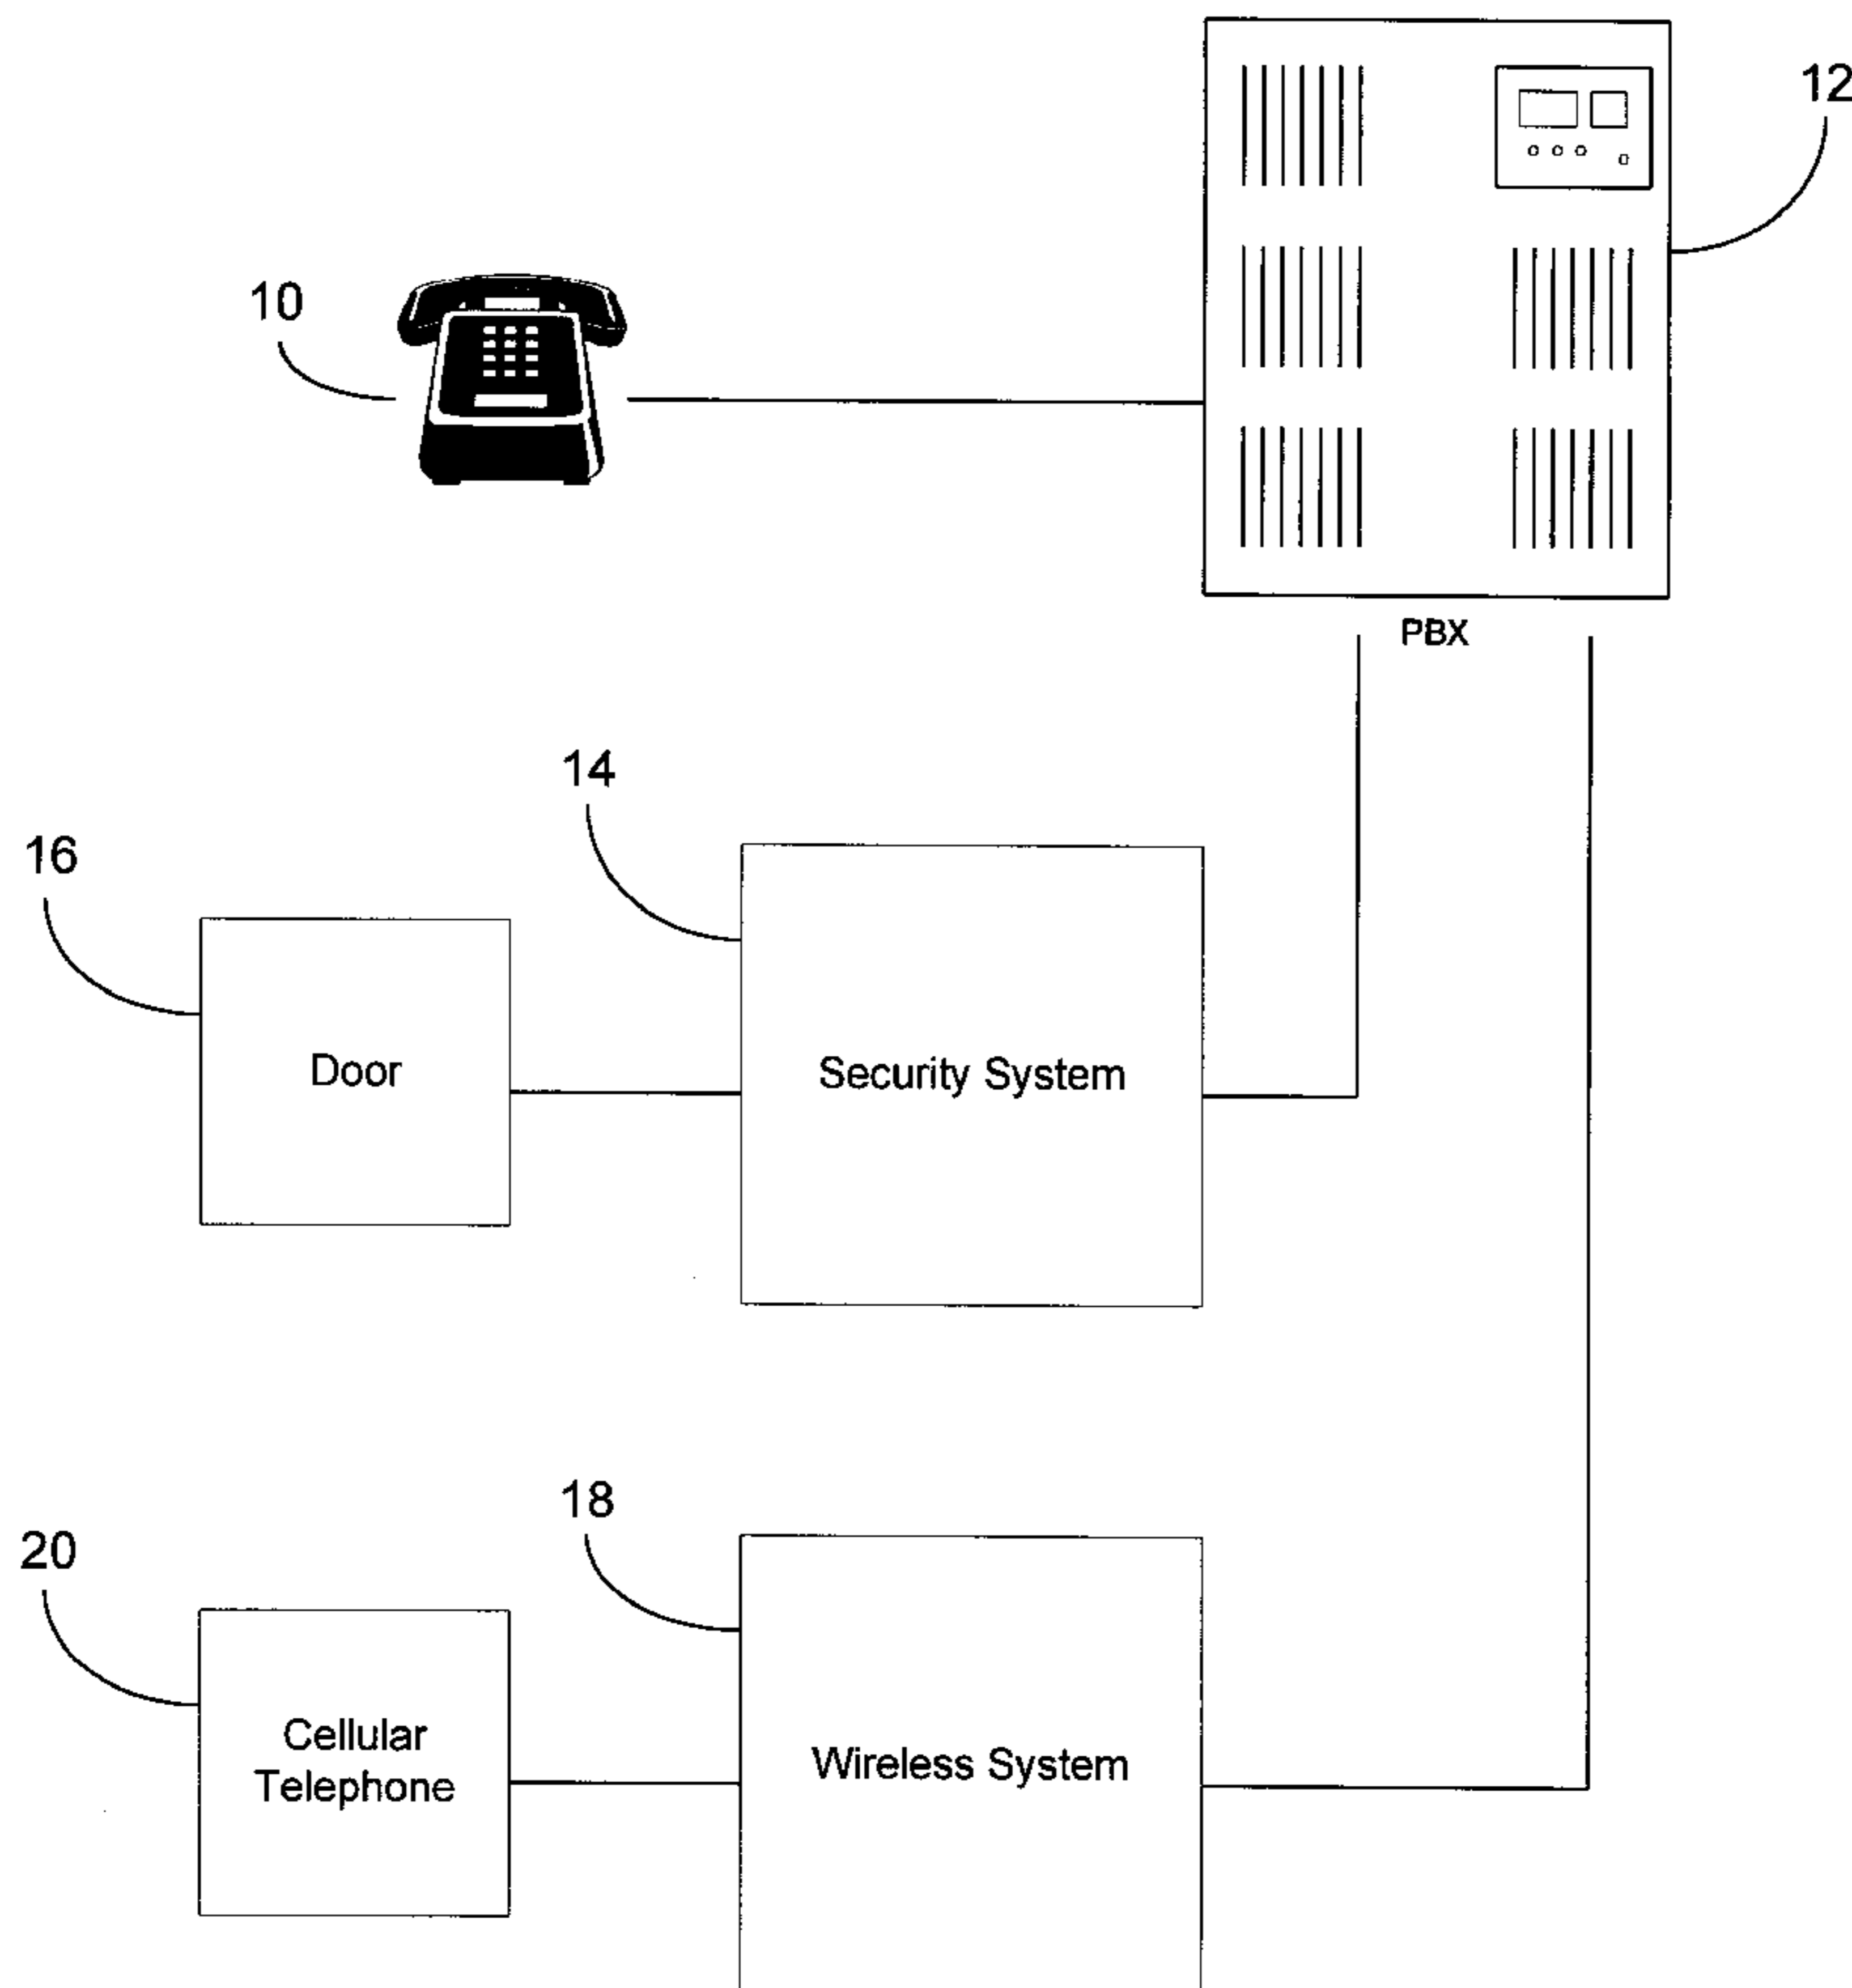 12
10
PBX
14
16
Door
Security System
18
20
Cellular
Telephone
Wireless System